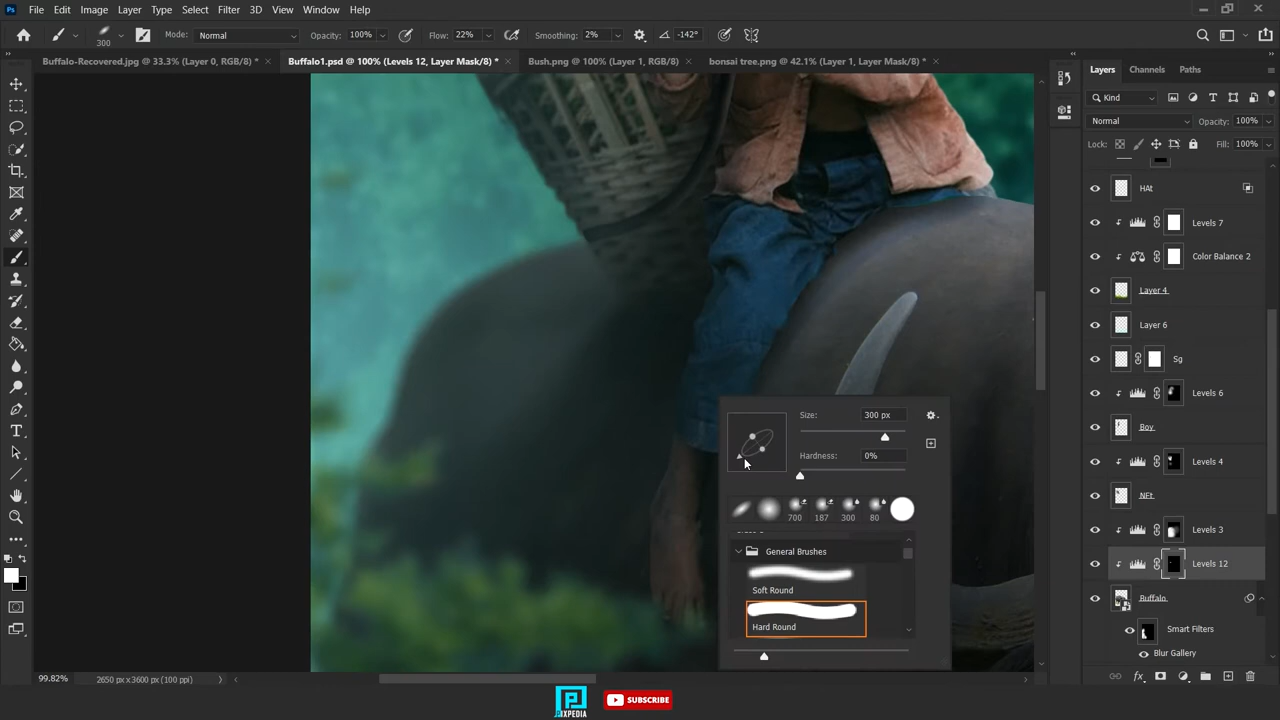 Ps File Edit Image Layer Type Select Filter 3D View Window Help
300 Mode: Normal Opacity: 100% Flow: 22% Smoothing: 2% -142°
Buffalo-Recovered.jpg @ 33.3% (Layer 0, RGB/8) * Buffalo1.psd @ 100% (Levels 12, Layer Mask/8) * Bush.png @ 100% (Layer 1, RGB/8) bonsai tree.png @ 42.1% (Layer 1, Layer Mask/8) *
Layers Channels Paths
Kind
Normal Opacity: 100%
Lock: Fill: 100%
HAt
Levels 7
Color Balance 2
Layer 4
Layer 6
Sg
Levels 6
Boy
Levels 4
NEt
Levels 3
Levels 12
Buffalo
Smart Filters
Blur Gallery
Size: 300 px
Hardness: 0%
700 187 300 80
General Brushes
Soft Round
Hard Round
99.82% 2650 px x 3600 px (100 ppi)
PIXPEDIA
SUBSCRIBE